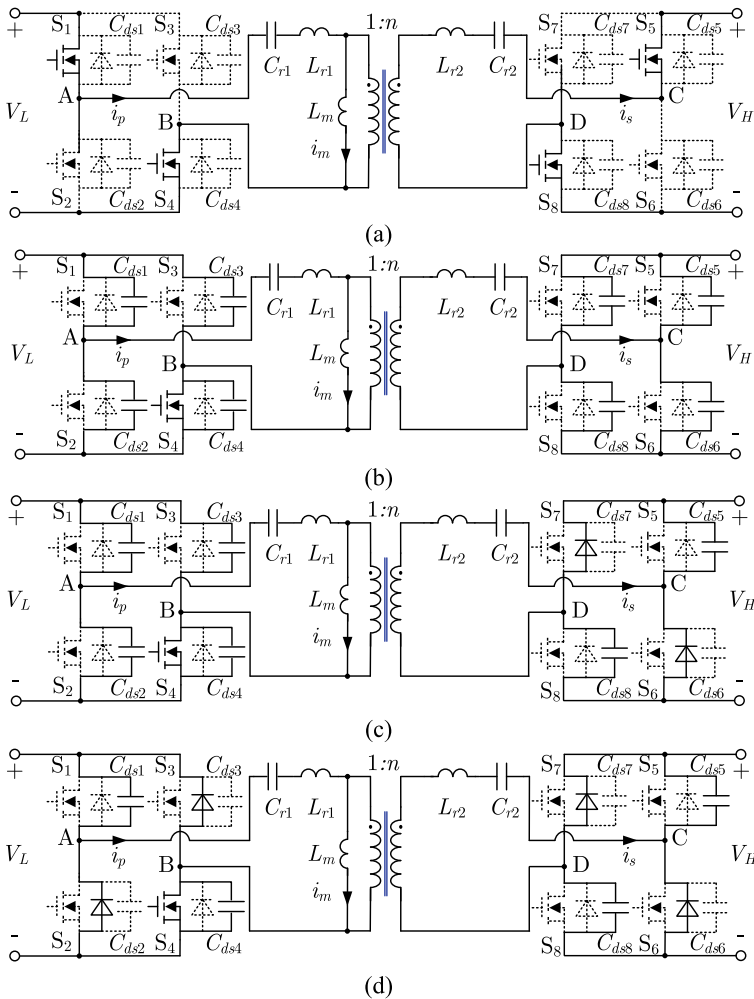 1:n
S1 Cds1 S3 Cds3 S7 Cds7 S5 Cds5
+ +
Cr1 Lr1 Lr2 Cr2
A C
VL ip Lm is VH
B D
im
- -
S2 Cds2 S4 Cds4 S8 Cds8 S6 Cds6
(a)
1:n
S1 Cds1 S3 Cds3 S7 Cds7 S5 Cds5
+ +
Cr1 Lr1 Lr2 Cr2
A C
VL ip Lm is VH
B D
im
- -
S2 Cds2 S4 Cds4 S8 Cds8 S6 Cds6
(b)
1:n
S1 Cds1 S3 Cds3 S7 Cds7 S5 Cds5
+ +
Cr1 Lr1 Lr2 Cr2
A C
VL ip Lm is VH
B D
im
- -
S2 Cds2 S4 Cds4 S8 Cds8 S6 Cds6
(c)
1:n
S1 Cds1 S3 Cds3 S7 Cds7 S5 Cds5
+ +
Cr1 Lr1 Lr2 Cr2
A C
VL ip Lm is VH
B D
im
- -
S2 Cds2 S4 Cds4 S8 Cds8 S6 Cds6
(d)